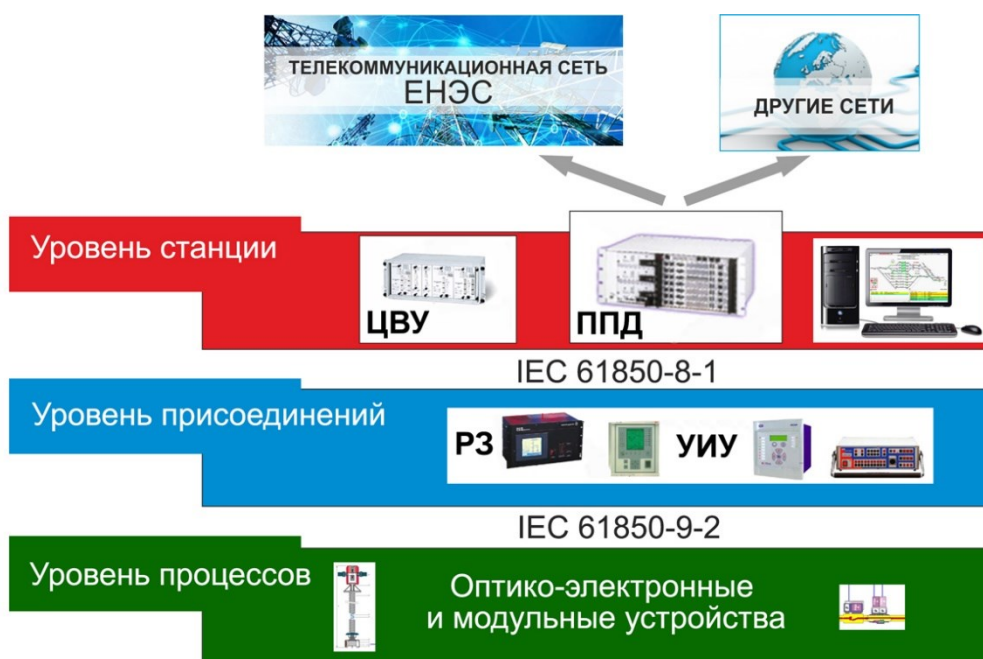 ТЕЛЕКОММУНИКАЦИОННАЯ СЕТЬ
ЕНЭС
ДРУГИЕ СЕТИ
Уровень станции
ЦВУ
ППД
IEC 61850-8-1
Уровень присоединений
РЗ
УИУ
IEC 61850-9-2
Уровень процессов
Оптико-электронные
и модульные устройства